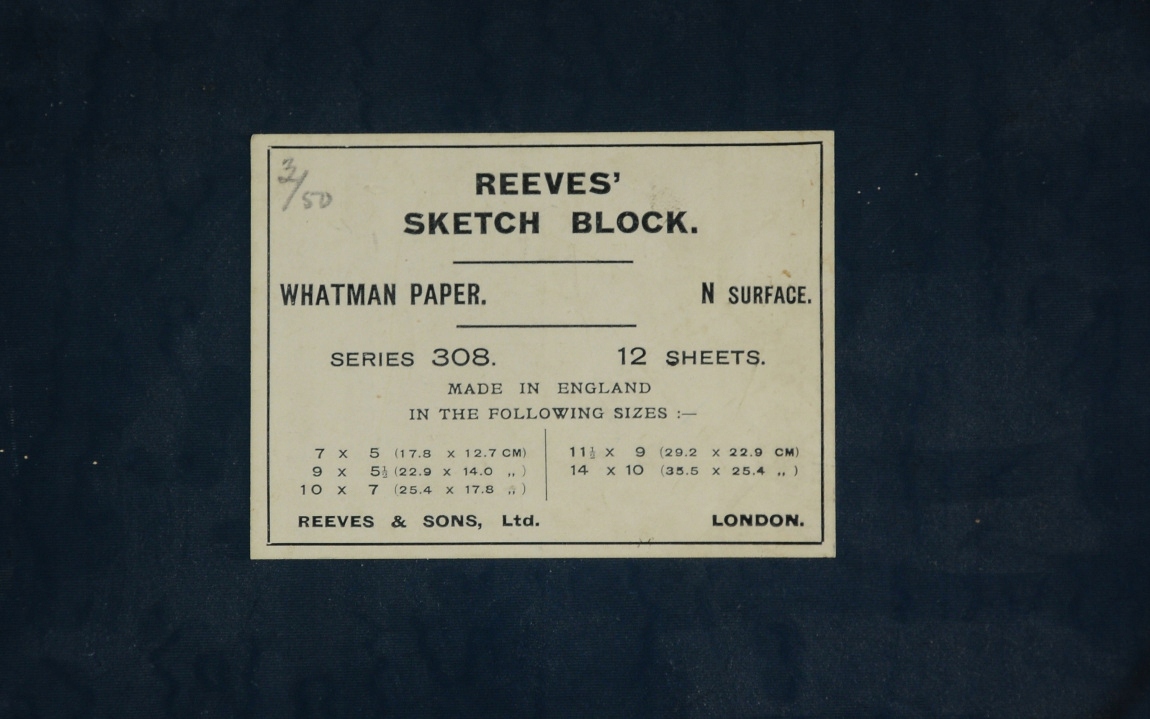 3/50
REEVES'
SKETCH BLOCK.
WHATMAN PAPER. N SURFACE.
SERIES 308. 12 SHEETS.
MADE IN ENGLAND
IN THE FOLLOWING SIZES :—
7 x 5 (17.8 x 12.7 CM)
9 x 5½ (22.9 x 14.0 „ )
10 x 7 (25.4 x 17.8 „ )
11½ x 9 (29.2 x 22.9 CM)
14 x 10 (35.5 x 25.4 „ )
REEVES & SONS, Ltd. LONDON.